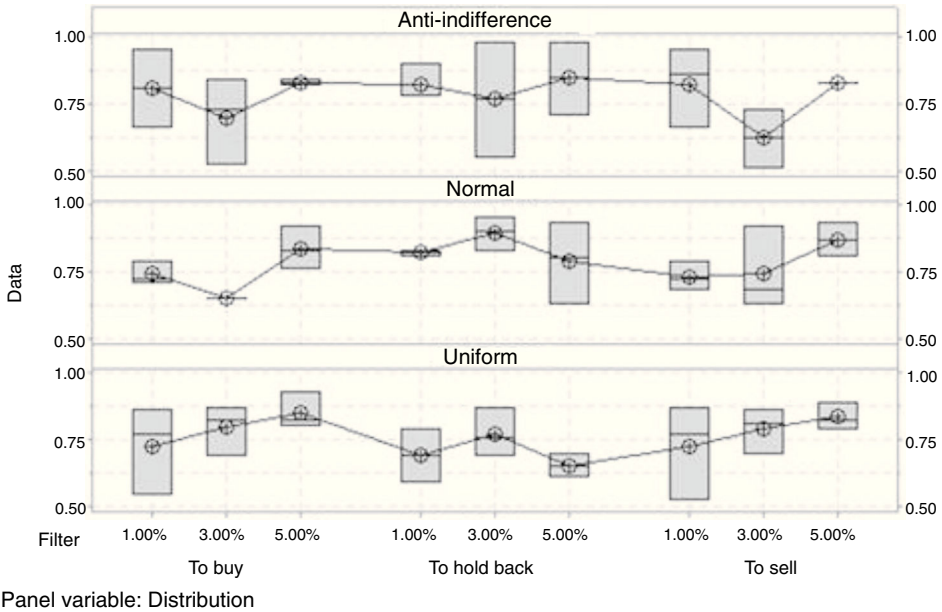 Anti-indifference
1.00 1.00
0.75 0.75
0.50 0.50
Normal
1.00 1.00
Data
0.75 0.75
0.50 0.50
Uniform
1.00 1.00
0.75 0.75
0.50 0.50
Filter 1.00% 3.00% 5.00% 1.00% 3.00% 5.00% 1.00% 3.00% 5.00%
To buy To hold back To sell
Panel variable: Distribution